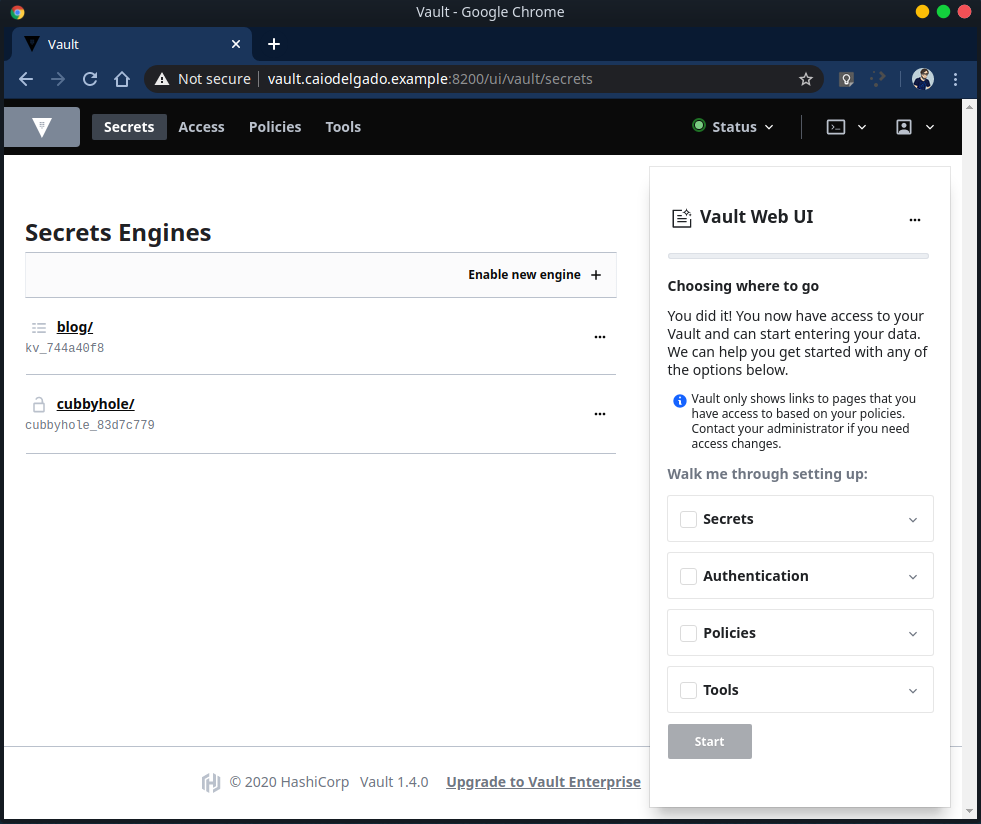 Vault - Google Chrome
Vault
Not secure vault.caiodelgado.example:8200/ui/vault/secrets
Secrets Access Policies Tools Status
Secrets Engines
Enable new engine
blog/
kv_744a40f8
cubbyhole/
cubbyhole_83d7c779
Vault Web UI
Choosing where to go
You did it! You now have access to your
Vault and can start entering your data.
We can help you get started with any of
the options below.
Vault only shows links to pages that you
have access to based on your policies.
Contact your administrator if you need
access changes.
Walk me through setting up:
Secrets
Authentication
Policies
Tools
Start
© 2020 HashiCorp Vault 1.4.0 Upgrade to Vault Enterprise